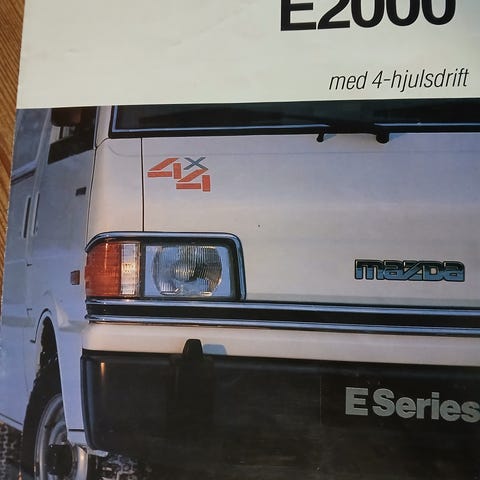 E2000
med 4-hjulsdrift
4x4
mazda
E Series